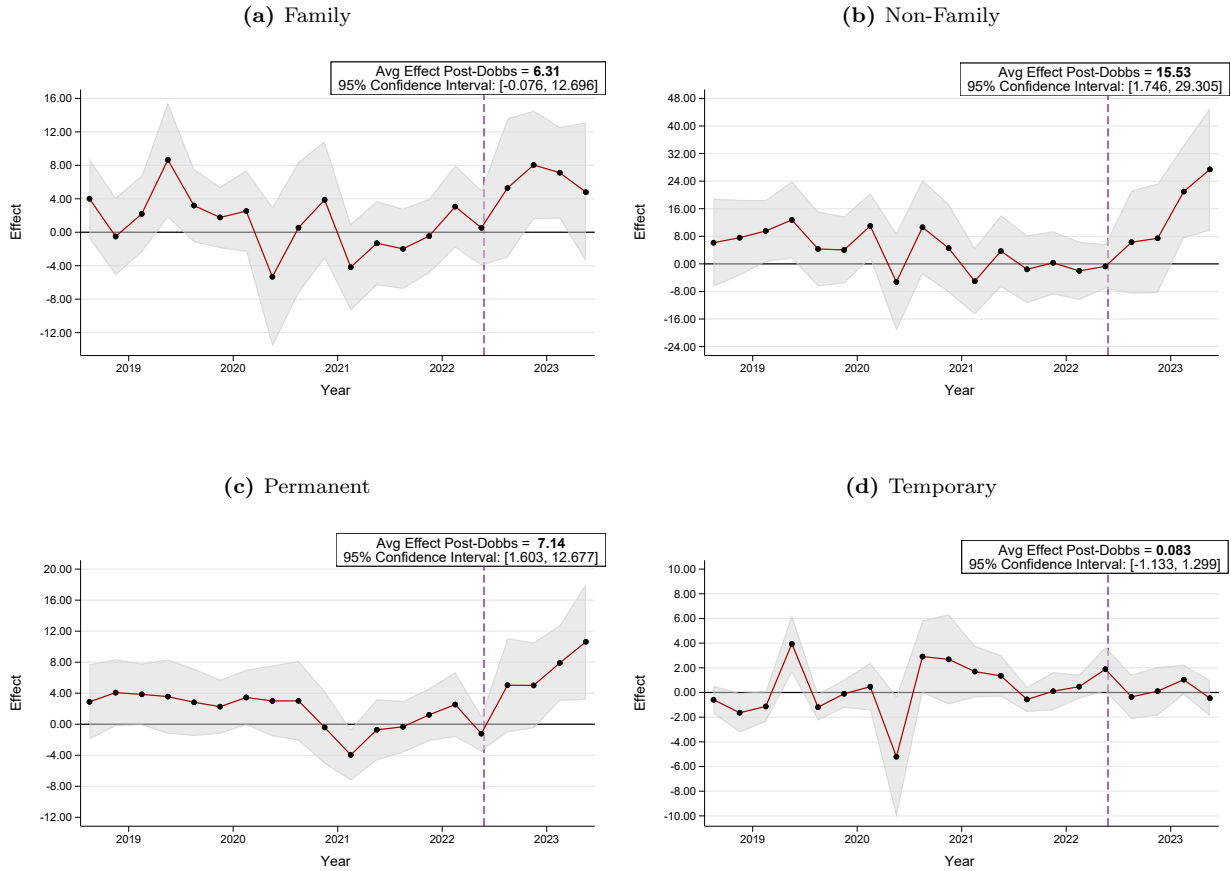 (a) Family
Avg Effect Post-Dobbs = 6.31
95% Confidence Interval: [-0.076, 12.696]
16.00
12.00
8.00
4.00
0.00
-4.00
-8.00
-12.00
Effect
2019 2020 2021 2022 2023
Year
(b) Non-Family
Avg Effect Post-Dobbs = 15.53
95% Confidence Interval: [1.746, 29.305]
48.00
40.00
32.00
24.00
16.00
8.00
0.00
-8.00
-16.00
-24.00
Effect
2019 2020 2021 2022 2023
Year
(c) Permanent
Avg Effect Post-Dobbs = 7.14
95% Confidence Interval: [1.603, 12.677]
20.00
16.00
12.00
8.00
4.00
0.00
-4.00
-8.00
-12.00
Effect
2019 2020 2021 2022 2023
Year
(d) Temporary
Avg Effect Post-Dobbs = 0.083
95% Confidence Interval: [-1.133, 1.299]
10.00
8.00
6.00
4.00
2.00
0.00
-2.00
-4.00
-6.00
-8.00
-10.00
Effect
2019 2020 2021 2022 2023
Year